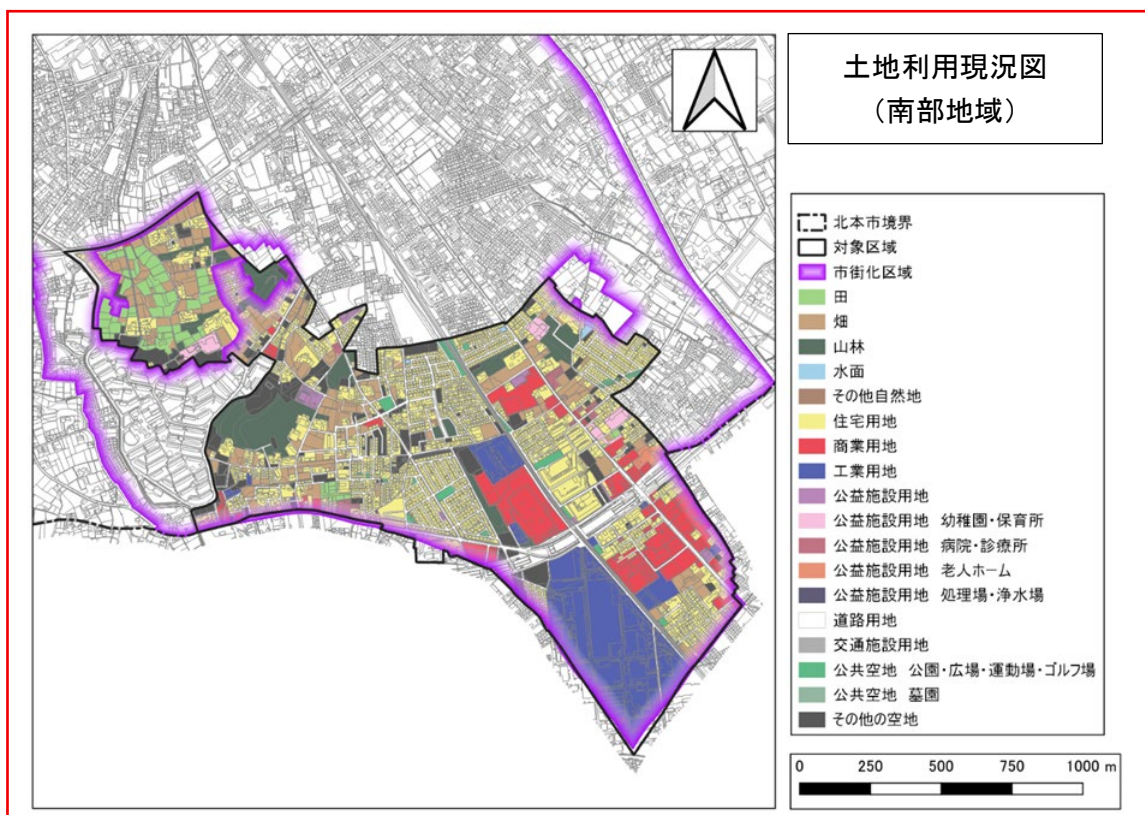 土地利用現況図
（南部地域）
北本市境界
対象区域
市街化区域
田
畑
山林
水面
その他自然地
住宅用地
商業用地
工業用地
公益施設用地
公益施設用地 幼稚園・保育所
公益施設用地 病院・診療所
公益施設用地 老人ホーム
公益施設用地 処理場・浄水場
道路用地
交通施設用地
公共空地 公園・広場・運動場・ゴルフ場
公共空地 墓園
その他の空地
0 250 500 750 1000 m